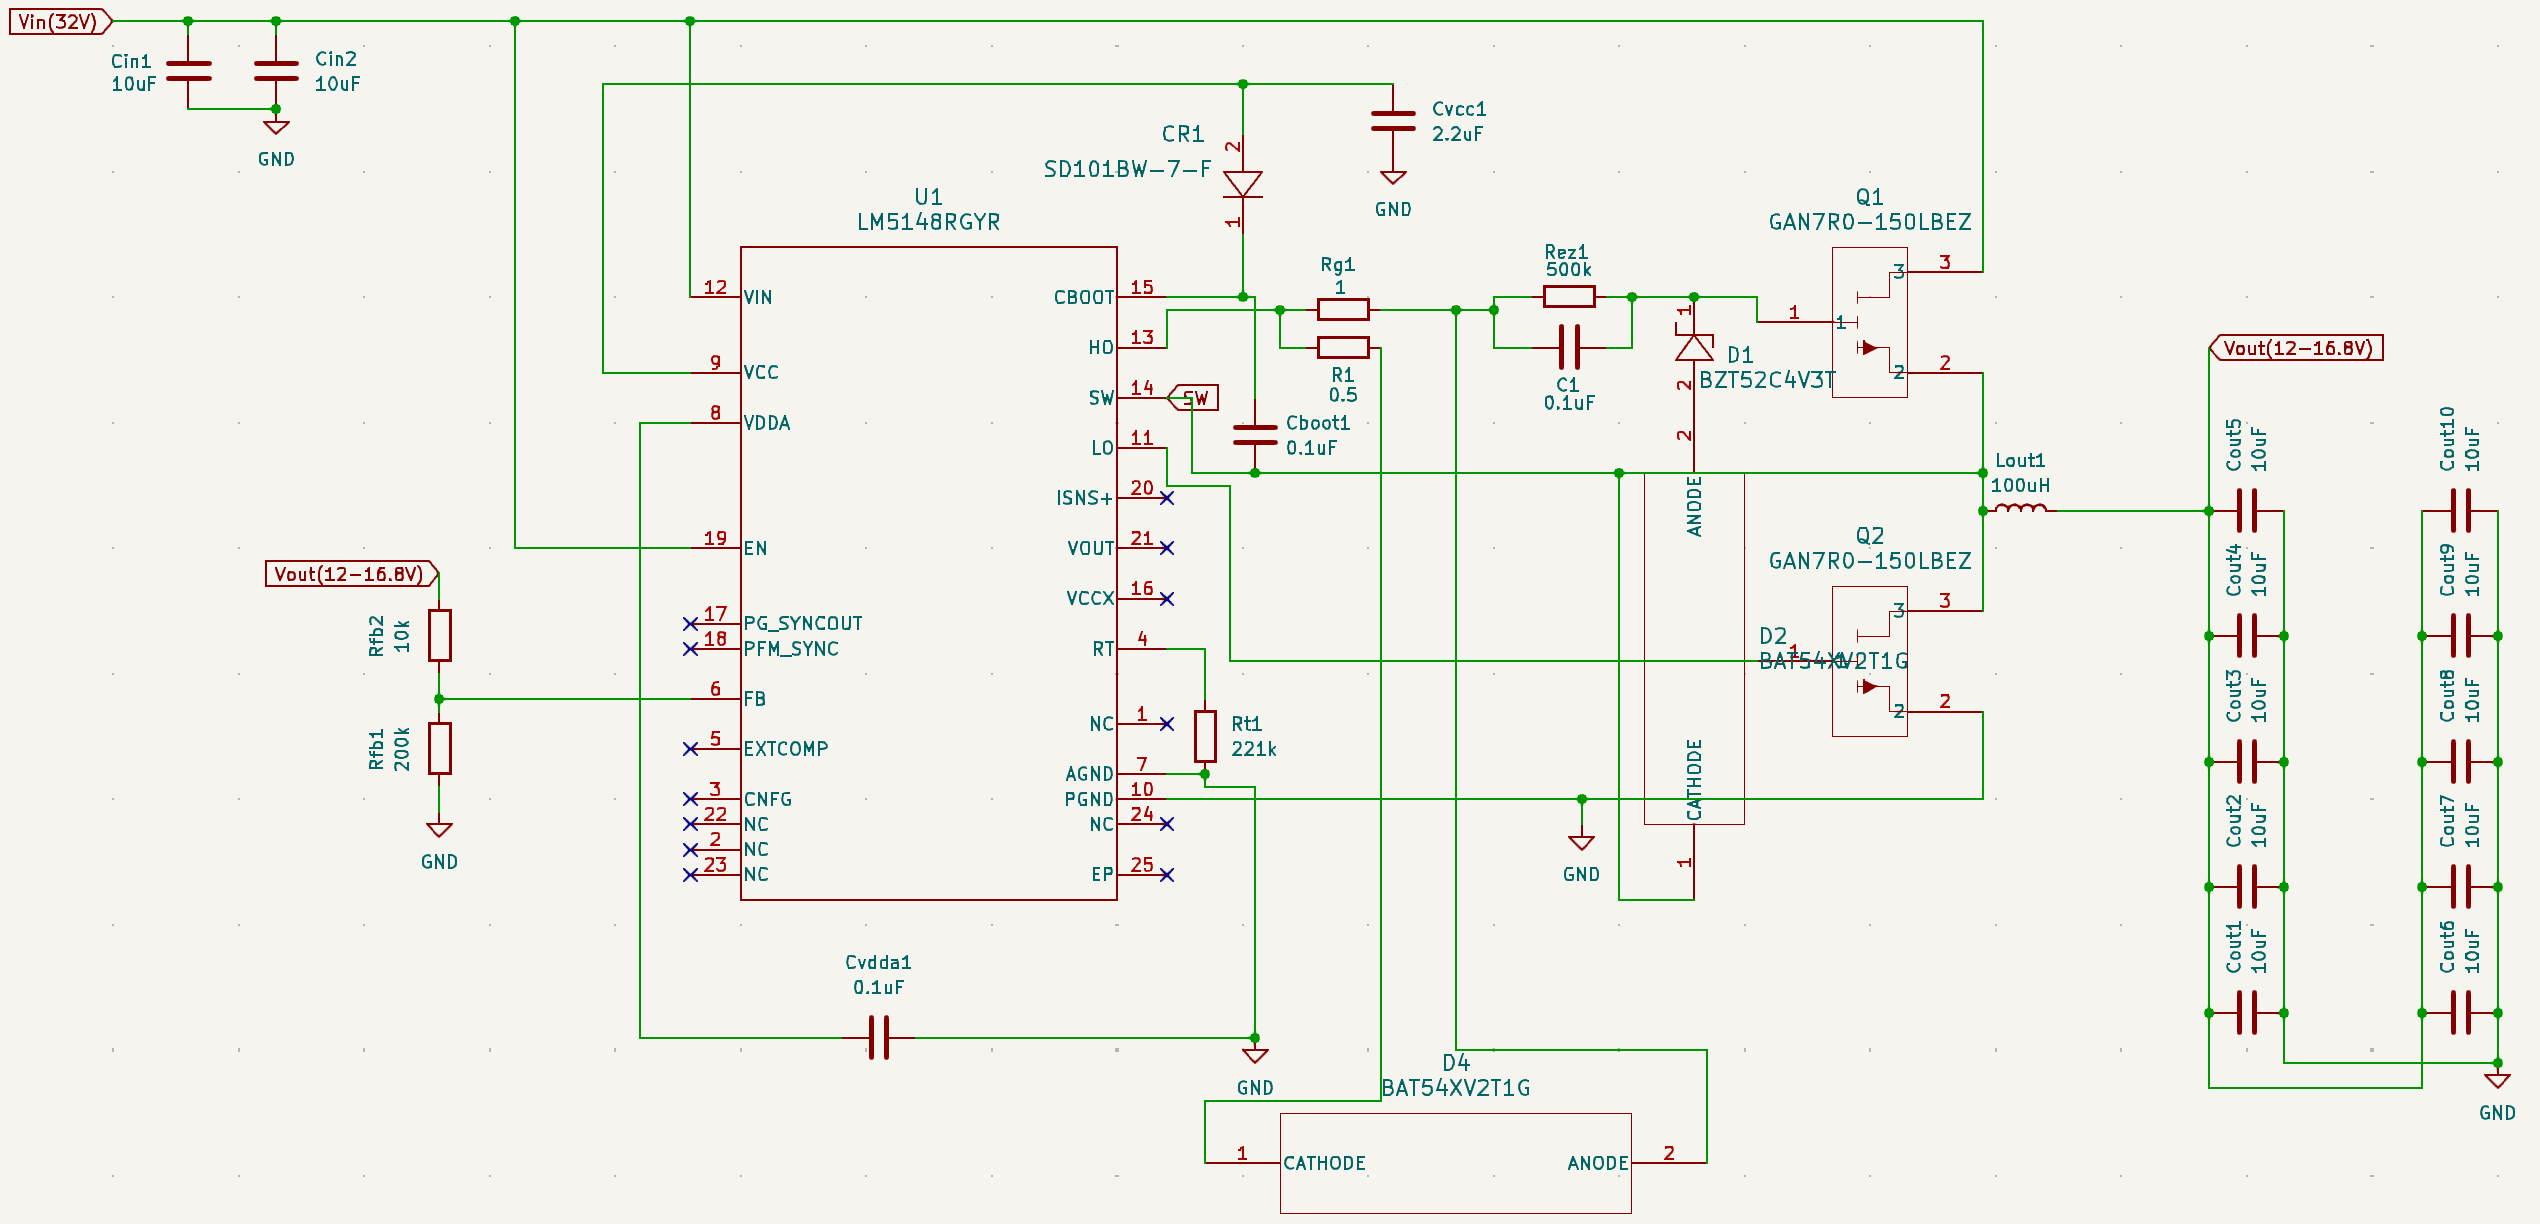 Vin(32V)
Cin1
10uF
Cin2
10uF
GND
CR1
SD101BW-7-F
2
1
Cvcc1
2.2uF
GND
U1
LM5148RGYR
12
VIN
9
VCC
8
VDDA
19
EN
17
PG_SYNCOUT
18
PFM_SYNC
6
FB
5
EXTCOMP
3
CNFG
22
NC
2
NC
23
NC
CBOOT
15
HO
13
SW
14
SW
LO
11
ISNS+
20
VOUT
21
VCCX
16
RT
4
NC
1
AGND
7
PGND
10
NC
24
EP
25
Rg1
1
R1
0.5
Cboot1
0.1uF
Rez1
500k
C1
0.1uF
1
D1
BZT52C4V3T
2
Q1
GAN7R0-150LBEZ
3
3
1
1
2
2
2
ANODE
CATHODE
1
D2
BAT54XV2T1G
Q2
GAN7R0-150LBEZ
3
3
1
1
2
2
Lout1
100uH
Vout(12-16.8V)
Cout5
10uF
Cout4
10uF
Cout3
10uF
Cout2
10uF
Cout1
10uF
Cout10
10uF
Cout9
10uF
Cout8
10uF
Cout7
10uF
Cout6
10uF
GND
Vout(12-16.8V)
Rfb2
10k
Rfb1
200k
GND
Rt1
221k
GND
Cvdda1
0.1uF
GND
D4
BAT54XV2T1G
1
CATHODE
ANODE
2